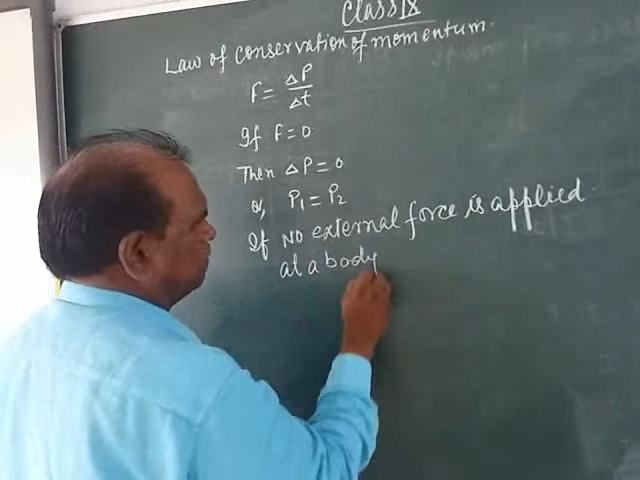 Class IX
Law of conservation of momentum.
F = ΔP/Δt
If F = 0
Then ΔP = 0
or, P₁ = P₂
If No external force is applied
at a body